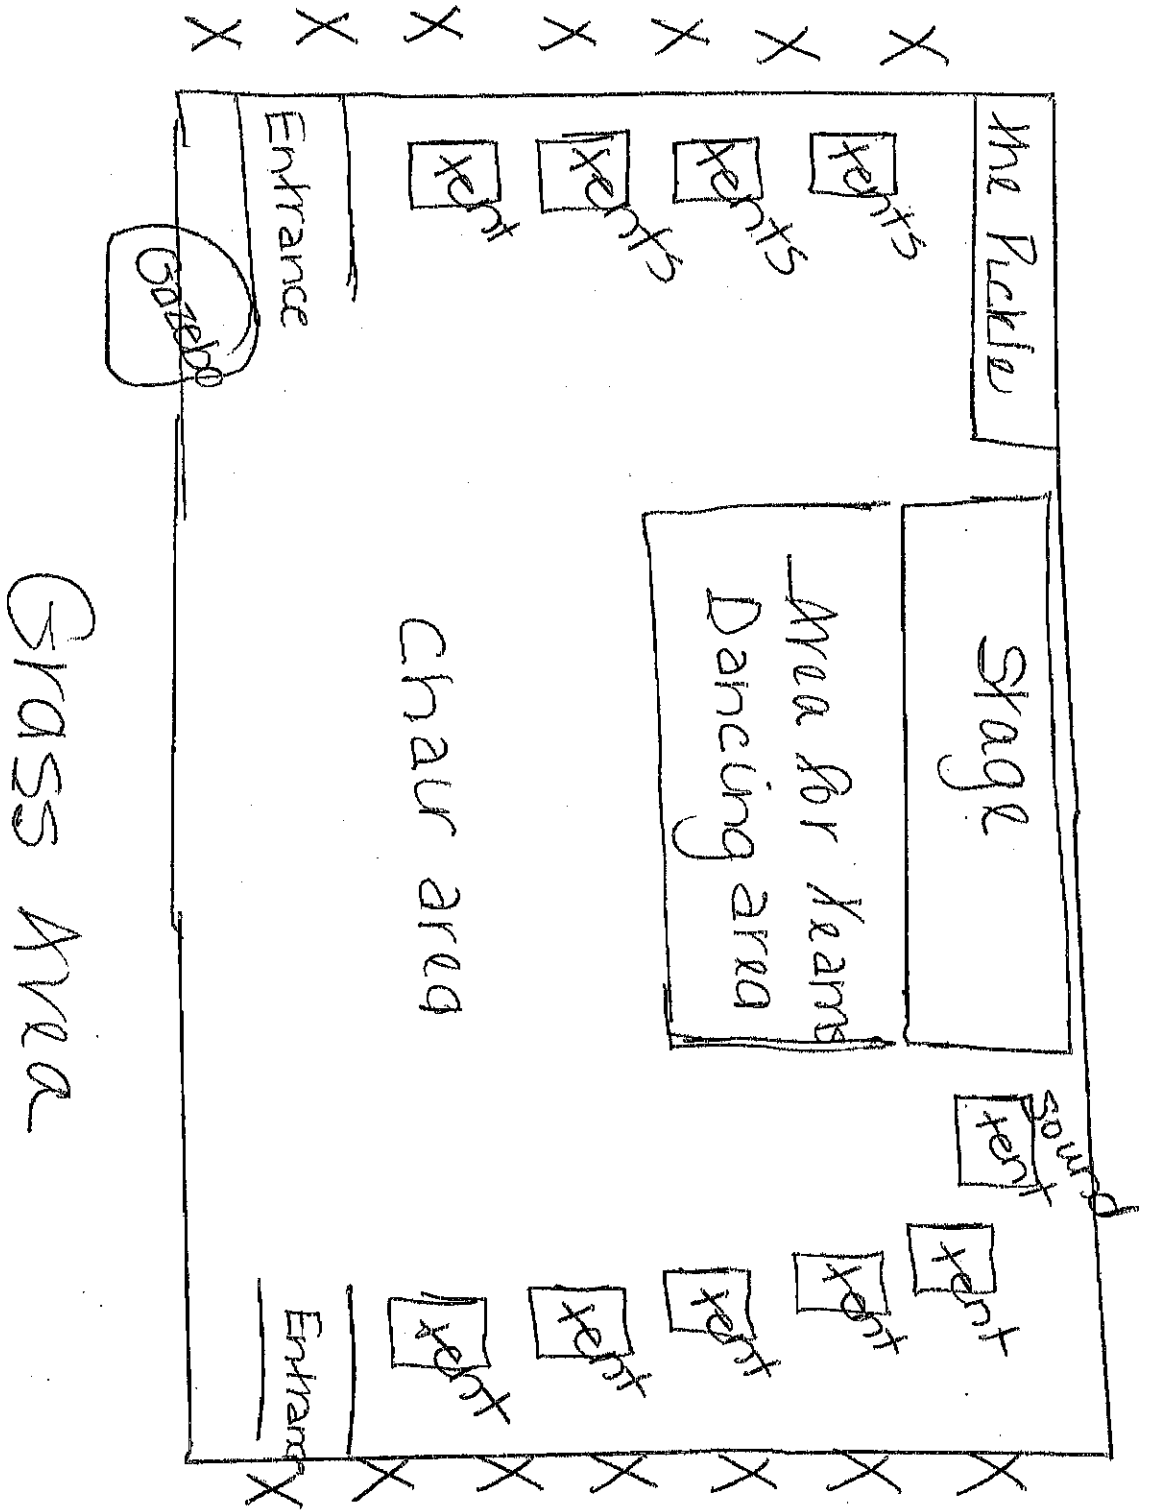 sound
The Pickle
Stage
tent
X
X
tent
tents
Area for teams
tent
X
X
Dancing area
tents
tent
X
X
tents
tent
X
X
Chair area
tent
tent
X
X
Entrance
Entrance
X
X
X
X
Gazebo
Grass Area